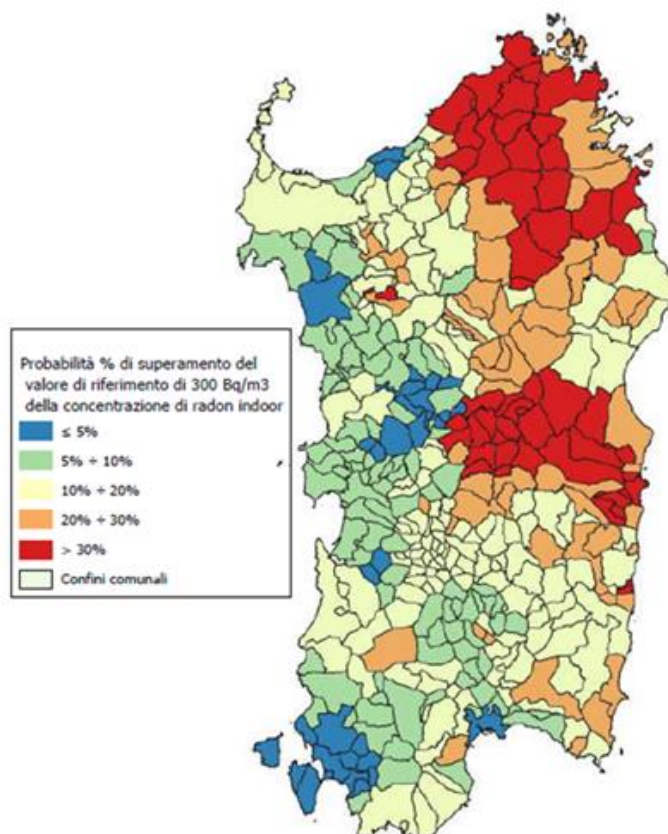 Probabilità % di superamento del
valore di riferimento di 300 Bq/m3
della concentrazione di radon indoor
≤ 5%
5% ÷ 10%
10% ÷ 20%
20% ÷ 30%
> 30%
Confini comunali